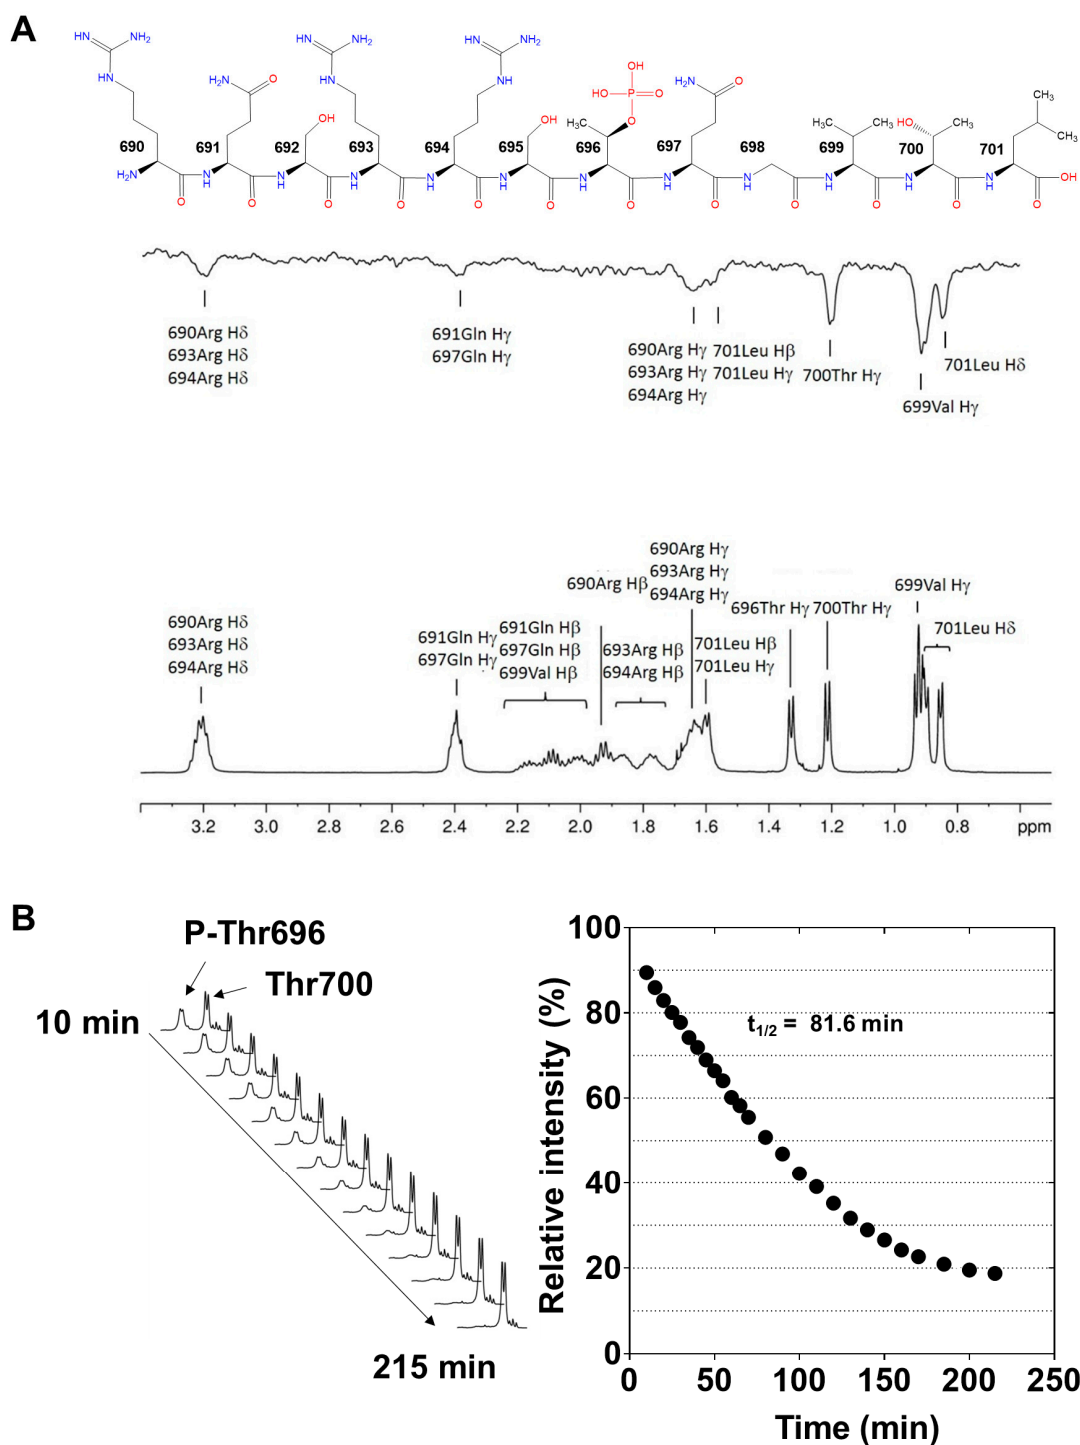 A
HN NH₂ HN NH₂ HN NH₂
OH
HN H₂N O HN NH HO P O H₂N O
OH H₃C O OH H₃C CH₃ HO CH₃ CH₃ CH₃
690 691 692 693 694 695 696 697 698 699 700 701
H₂N N H N H N H N H N H N H N H N H N H N H N H OH
O O O O O O O O O O O O
690Arg Hδ
693Arg Hδ
694Arg Hδ
691Gln Hγ
697Gln Hγ
690Arg Hγ 701Leu Hβ
693Arg Hγ 701Leu Hγ
694Arg Hγ
700Thr Hγ
699Val Hγ
701Leu Hδ
690Arg Hδ
693Arg Hδ
694Arg Hδ
691Gln Hγ
697Gln Hγ
691Gln Hβ
697Gln Hβ
699Val Hβ
690Arg Hβ
693Arg Hβ
694Arg Hβ
690Arg Hγ
693Arg Hγ
694Arg Hγ
701Leu Hβ
701Leu Hγ
696Thr Hγ
700Thr Hγ
699Val Hγ
701Leu Hδ
3.2 3.0 2.8 2.6 2.4 2.2 2.0 1.8 1.6 1.4 1.2 1.0 0.8 ppm
B
P-Thr696
Thr700
10 min
215 min
Relative intensity (%)
100
80
60
40
20
0
t1/2 = 81.6 min
0 50 100 150 200 250
Time (min)